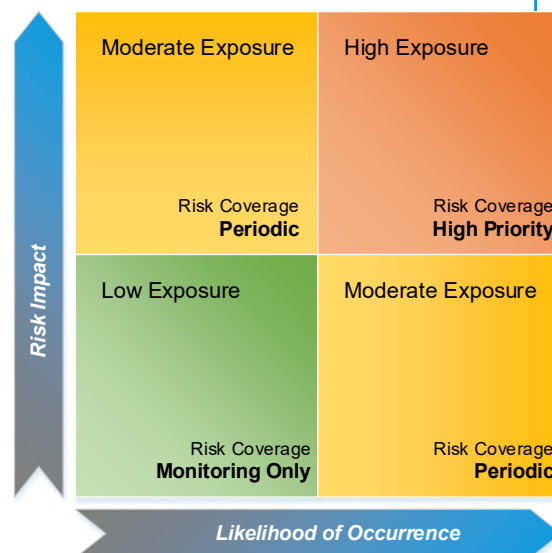 Moderate Exposure
High Exposure
Risk Coverage
Periodic
Risk Coverage
High Priority
Risk Impact
Low Exposure
Moderate Exposure
Risk Coverage
Monitoring Only
Risk Coverage
Periodic
Likelihood of Occurrence